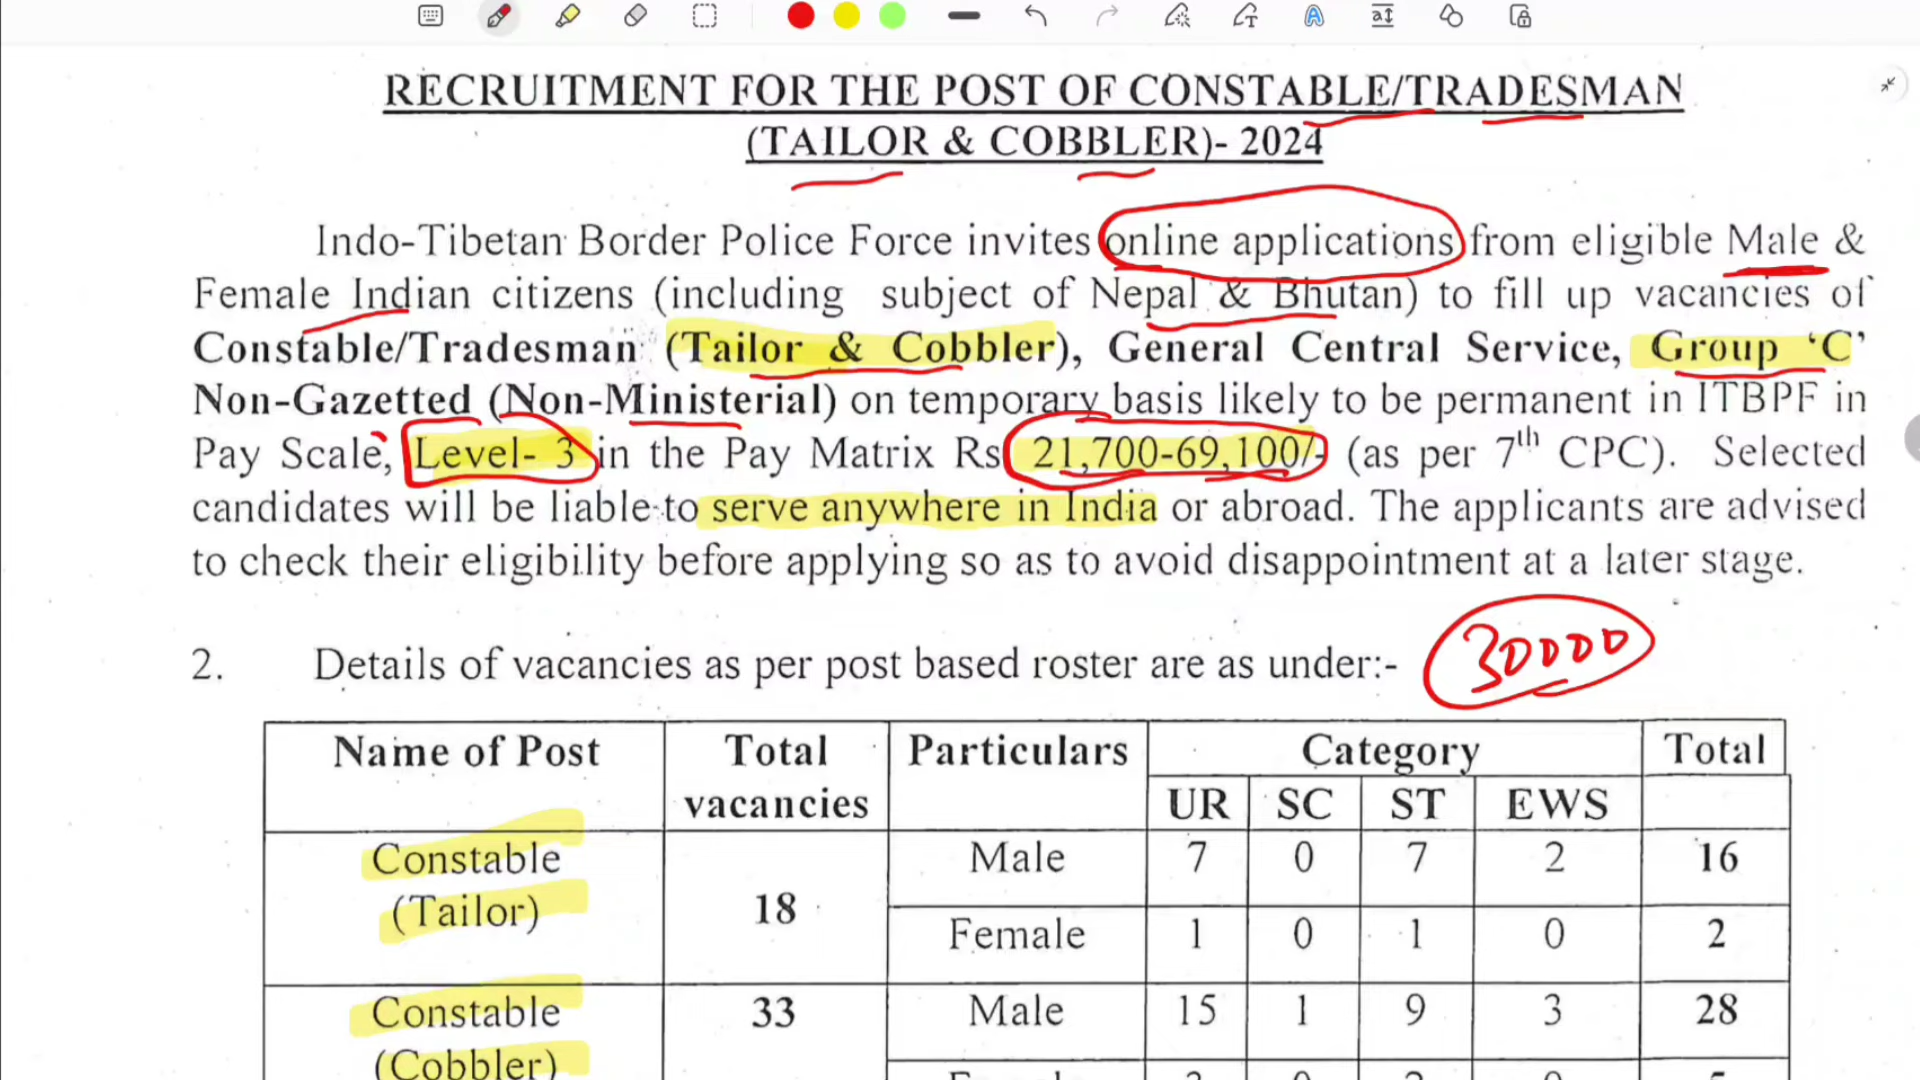 RECRUITMENT FOR THE POST OF CONSTABLE/TRADESMAN
(TAILOR & COBBLER)- 2024
Indo-Tibetan Border Police Force invites online applications from eligible Male &
Female Indian citizens (including subject of Nepal & Bhutan) to fill up vacancies of
Constable/Tradesman (Tailor & Cobbler), General Central Service, Group 'C'
Non-Gazetted (Non-Ministerial) on temporary basis likely to be permanent in ITBPF in
Pay Scale, Level- 3 in the Pay Matrix Rs 21,700-69,100/- (as per 7th CPC). Selected
candidates will be liable to serve anywhere in India or abroad. The applicants are advised
to check their eligibility before applying so as to avoid disappointment at a later stage.
30000
2. Details of vacancies as per post based roster are as under:-
Name of Post Total vacancies Particulars Category Total
UR SC ST EWS
Constable (Tailor) 18 Male 7 0 7 2 16
Female 1 0 1 0 2
Constable (Cobbler) 33 Male 15 1 9 3 28